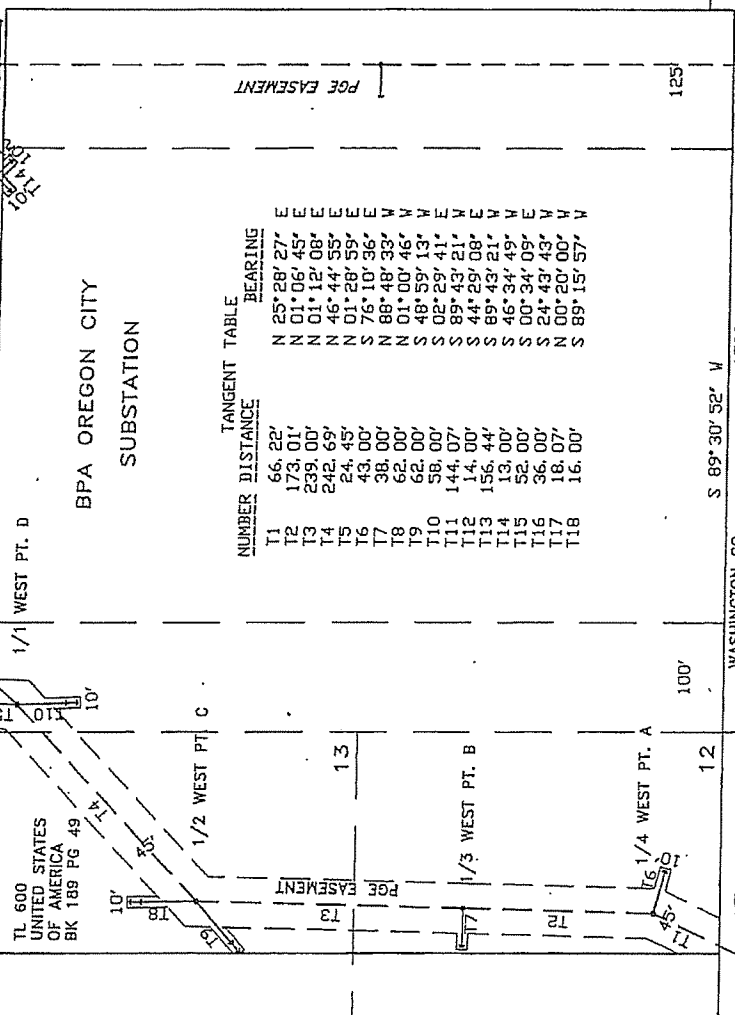 PGE EASEMENT
125'
10'
T14
10'
BPA OREGON CITY
SUBSTATION
1/1 WEST PT. D
TANGENT TABLE
NUMBER DISTANCE BEARING
T1 66.22' N 25°28'27" E
T2 173.01' N 01°06'45" E
T3 239.00' N 01°12'08" E
T4 242.69' N 46°44'55" E
T5 24.45' N 01°28'59" E
T6 43.00' S 76°10'36" E
T7 38.00' N 88°48'33" W
T8 62.00' N 01°00'46" W
T9 62.00' S 48°59'13" W
T10 58.00' S 02°29'41" E
T11 144.07' S 89°43'21" W
T12 14.00' S 44°29'08" E
T13 156.44' S 89°43'21" W
T14 13.00' S 46°34'49" W
T15 52.00' S 00°34'09" E
T16 36.00' S 24°43'43" W
T17 18.07' N 00°20'00" W
T18 16.00' S 89°15'57" W
S 89°30'52" W
T10
10'
100'
TL 600
UNITED STATES
OF AMERICA
BK 189 PG 49
T4
45'
1/2 WEST PT. C
13
10'
T8
T9
PGE EASEMENT
T3
1/3 WEST PT. B
T7
T2
1/4 WEST PT. A
T6
10'
45'
T1
12
WASHINGTON CO.